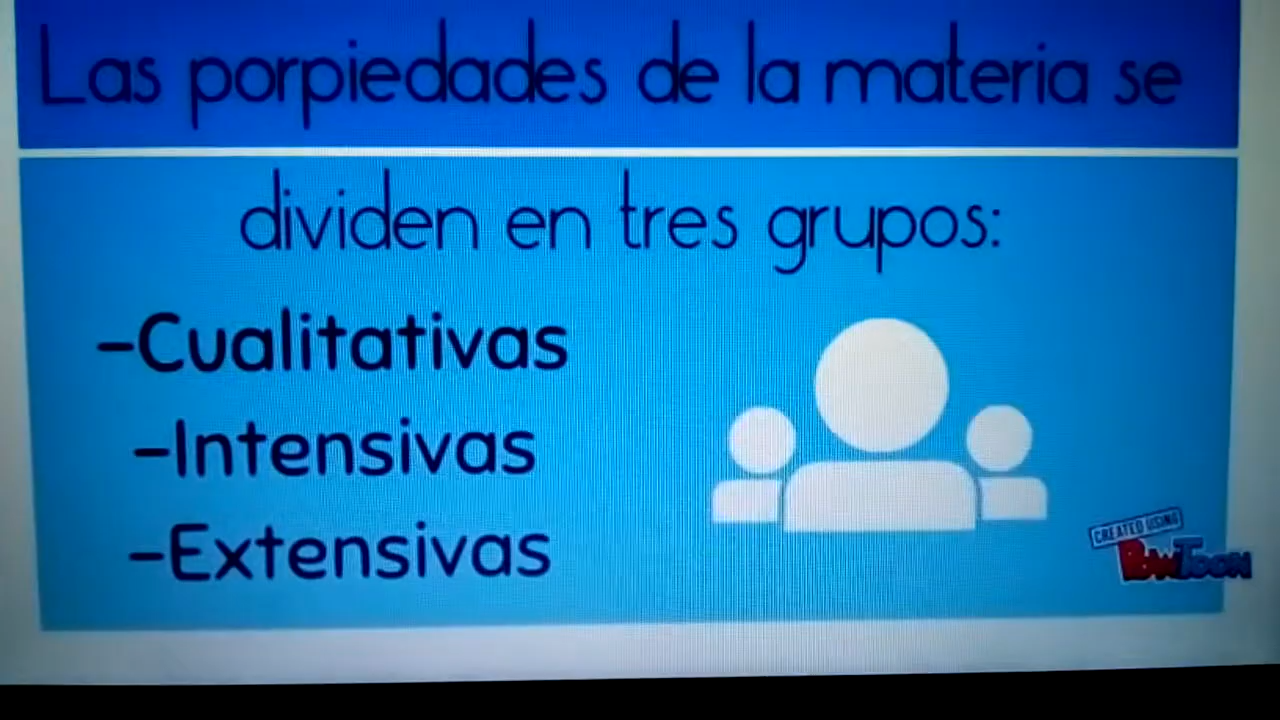 Las porpiedades de la materia se
dividen en tres grupos:
-Cualitativas
-Intensivas
-Extensivas
CREATED USING
PowToon